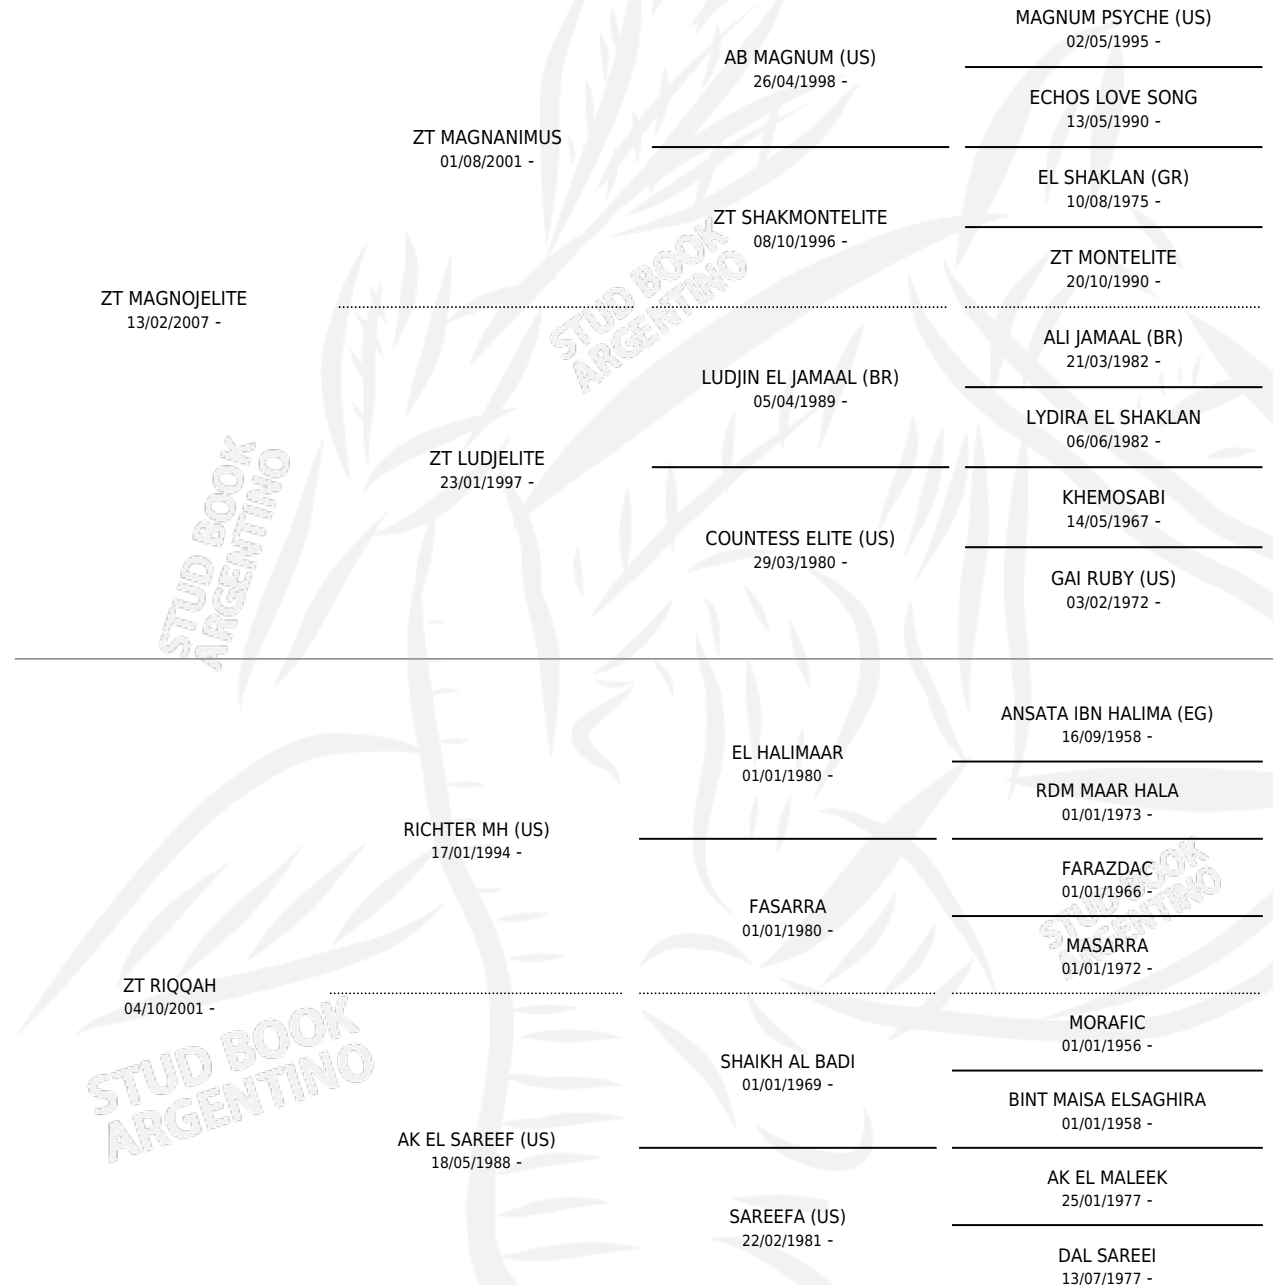 MAGNUM PSYCHE (US)
02/05/1995 -
AB MAGNUM (US)
26/04/1998 -
ECHOS LOVE SONG
13/05/1990 -
ZT MAGNANIMUS
01/08/2001 -
EL SHAKLAN (GR)
10/08/1975 -
ZT SHAKMONTELITE
08/10/1996 -
ZT MONTELITE
20/10/1990 -
ZT MAGNOJELITE
13/02/2007 -
ALI JAMAAL (BR)
21/03/1982 -
LUDJIN EL JAMAAL (BR)
05/04/1989 -
LYDIRA EL SHAKLAN
06/06/1982 -
ZT LUDJELITE
23/01/1997 -
KHEMOSABI
14/05/1967 -
COUNTESS ELITE (US)
29/03/1980 -
GAI RUBY (US)
03/02/1972 -
ANSATA IBN HALIMA (EG)
16/09/1958 -
EL HALIMAAR
01/01/1980 -
RDM MAAR HALA
01/01/1973 -
RICHTER MH (US)
17/01/1994 -
FARAZDAC
01/01/1966 -
FASARRA
01/01/1980 -
MASARRA
01/01/1972 -
ZT RIQQAH
04/10/2001 -
MORAFIC
01/01/1956 -
SHAIKH AL BADI
01/01/1969 -
BINT MAISA ELSAGHIRA
01/01/1958 -
AK EL SAREEF (US)
18/05/1988 -
AK EL MALEEK
25/01/1977 -
SAREEFA (US)
22/02/1981 -
DAL SAREEI
13/07/1977 -
STUD BOOK
ARGENTINO
STUD BOOK
ARGENTINO
STUD BOOK
ARGENTINO
STUD BOOK
ARGENTINO